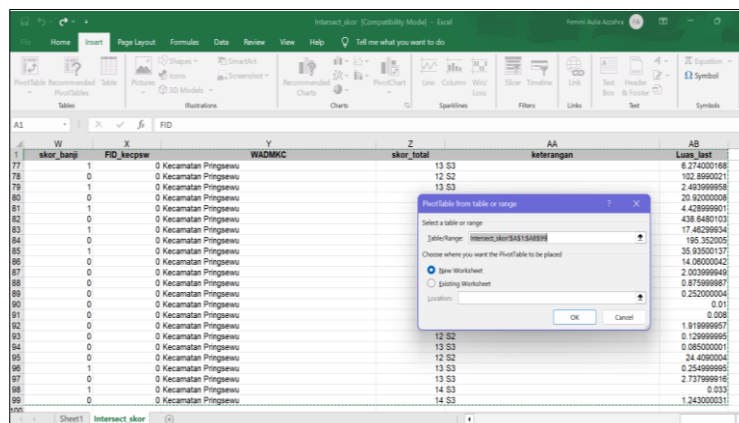 Intersect_skor [Compatibility Mode] - Excel
Femmi Aulia Azzahra FA
File Home Insert Page Layout Formulas Data Review View Help Tell me what you want to do
PivotTable Recommended PivotTables Table Pictures Shapes Icons 3D Models SmartArt Screenshot Recommended Charts PivotChart Line Column Win/Loss Slicer Timeline Link Text Box Header & Footer Equation Symbol
Tables Illustrations Charts Sparklines Filters Links Text Symbols
A1 fx FID
W X Y Z AA AB
1 skor_banji FID_kecpsw WADMKC skor_total keterangan Luas_last
77 1 0 Kecamatan Pringsewu 13 S3 6.274000168
78 0 0 Kecamatan Pringsewu 12 S2 102.8990021
79 1 0 Kecamatan Pringsewu 13 S3 2.493999958
80 0 0 Kecamatan Pringsewu 20.92000008
81 1 0 Kecamatan Pringsewu 4.428999901
82 0 0 Kecamatan Pringsewu 438.6480103
83 1 0 Kecamatan Pringsewu 17.46299934
84 0 0 Kecamatan Pringsewu 195.352005
85 1 0 Kecamatan Pringsewu 35.93500137
86 0 0 Kecamatan Pringsewu 14.06000042
87 0 0 Kecamatan Pringsewu 2.003999949
88 0 0 Kecamatan Pringsewu 0.875999987
89 0 0 Kecamatan Pringsewu 0.252000004
90 0 0 Kecamatan Pringsewu 0.01
91 0 0 Kecamatan Pringsewu 0.008
92 0 0 Kecamatan Pringsewu 1.919999957
93 0 0 Kecamatan Pringsewu 12 S2 0.129999995
94 0 0 Kecamatan Pringsewu 13 S3 0.085000001
95 0 0 Kecamatan Pringsewu 12 S2 24.4090004
96 1 0 Kecamatan Pringsewu 13 S3 0.254999995
97 0 0 Kecamatan Pringsewu 13 S3 2.737999916
98 1 0 Kecamatan Pringsewu 14 S3 0.033
99 0 0 Kecamatan Pringsewu 14 S3 1.243000031
100
PivotTable from table or range ? ×
Select a table or range
Table/Range: Intersect_skor!$A$1:$AB$99
Choose where you want the PivotTable to be placed
New Worksheet
Existing Worksheet
Location:
OK Cancel
Sheet1 Intersect_skor